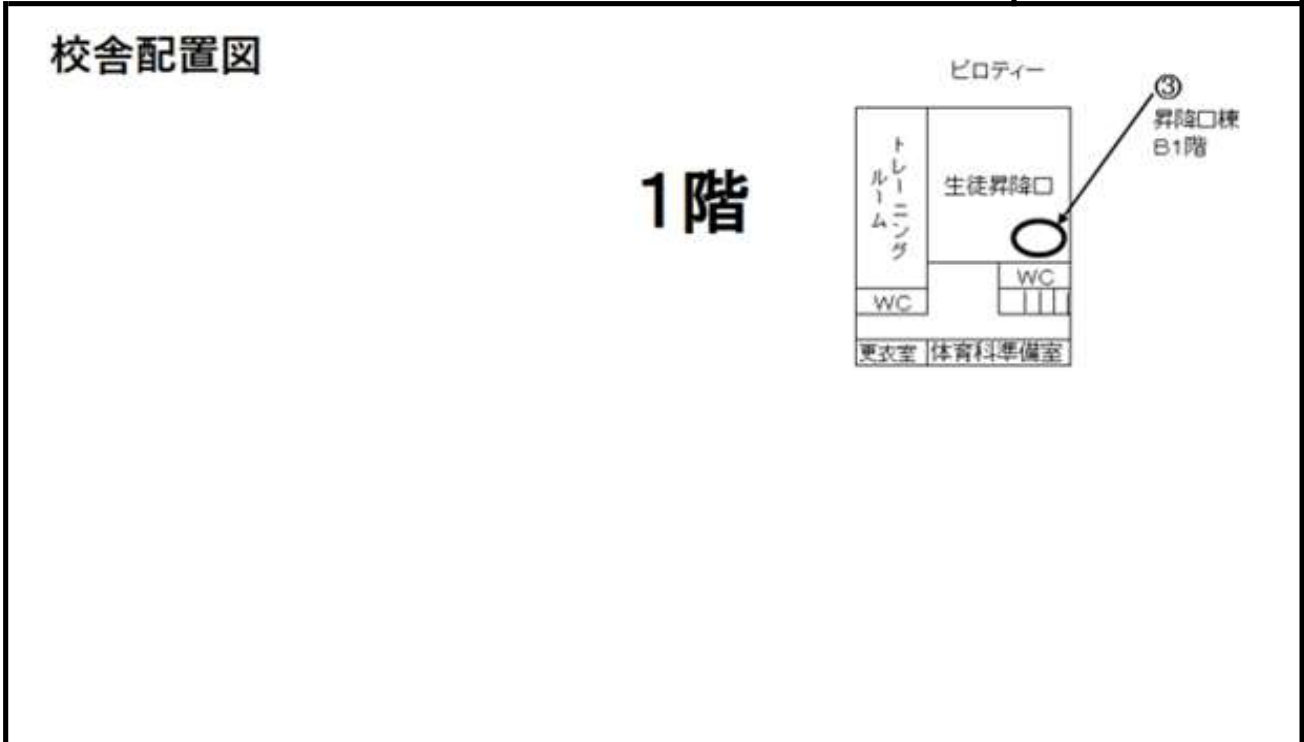 校舎配置図
1階
ピロティー
③
昇降口棟
B1階
トレーニング
ルーム
生徒昇降口
WC
WC
更衣室
体育科準備室